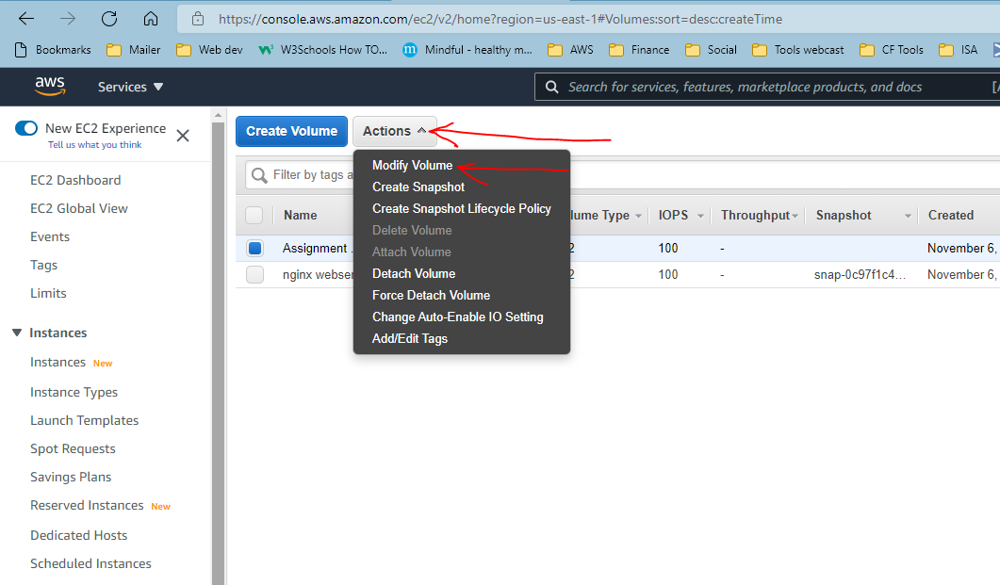 https://console.aws.amazon.com/ec2/v2/home?region=us-east-1#Volumes:sort=desc:createTime
Bookmarks Mailer Web dev W3Schools How TO... m Mindful - healthy m... AWS Finance Social Tools webcast CF Tools ISA
aws Services Search for services, features, marketplace products, and docs
New EC2 Experience
Tell us what you think
EC2 Dashboard
EC2 Global View
Events
Tags
Limits
Instances
Instances New
Instance Types
Launch Templates
Spot Requests
Savings Plans
Reserved Instances New
Dedicated Hosts
Scheduled Instances
Create Volume Actions
Filter by tags a
Modify Volume
Create Snapshot
Create Snapshot Lifecycle Policy
Delete Volume
Attach Volume
Detach Volume
Force Detach Volume
Change Auto-Enable IO Setting
Add/Edit Tags
Name lume Type IOPS Throughput Snapshot Created
Assignment . 2 100 - November 6,
nginx webser 2 100 - snap-0c97f1c4... November 6,